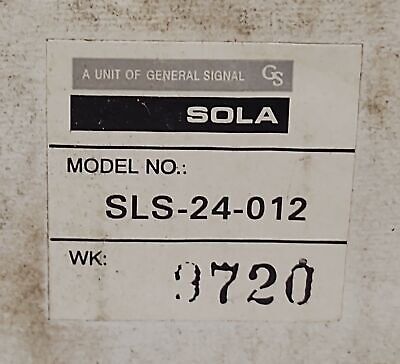 A UNIT OF GENERAL SIGNAL GS
SOLA
MODEL NO.:
SLS-24-012
WK: 9720